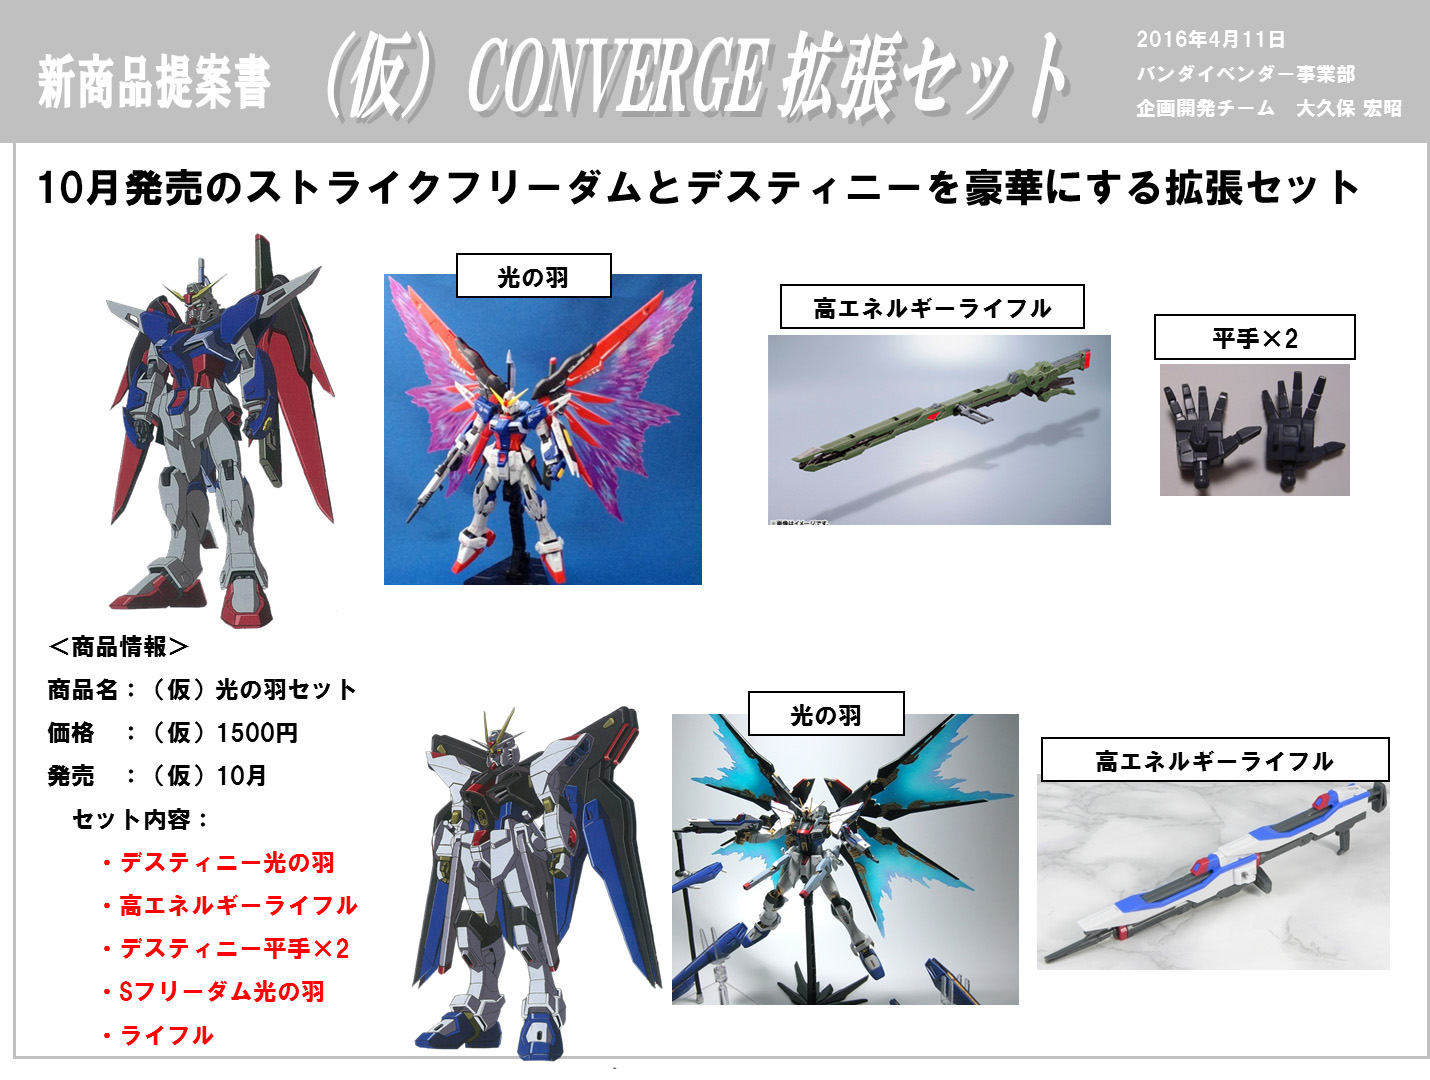 新商品提案書
（仮）CONVERGE 拡張セット
2016年4月11日
バンダイベンダー事業部
企画開発チーム　大久保 宏昭
10月発売のストライクフリーダムとデスティニーを豪華にする拡張セット
光の羽
高エネルギーライフル
平手×2
※画像はイメージです。
＜商品情報＞
商品名：（仮）光の羽セット
価格　：（仮）1500円
発売　：（仮）10月
セット内容：
・デスティニー光の羽
・高エネルギーライフル
・デスティニー平手×2
・Sフリーダム光の羽
・ライフル
光の羽
高エネルギーライフル